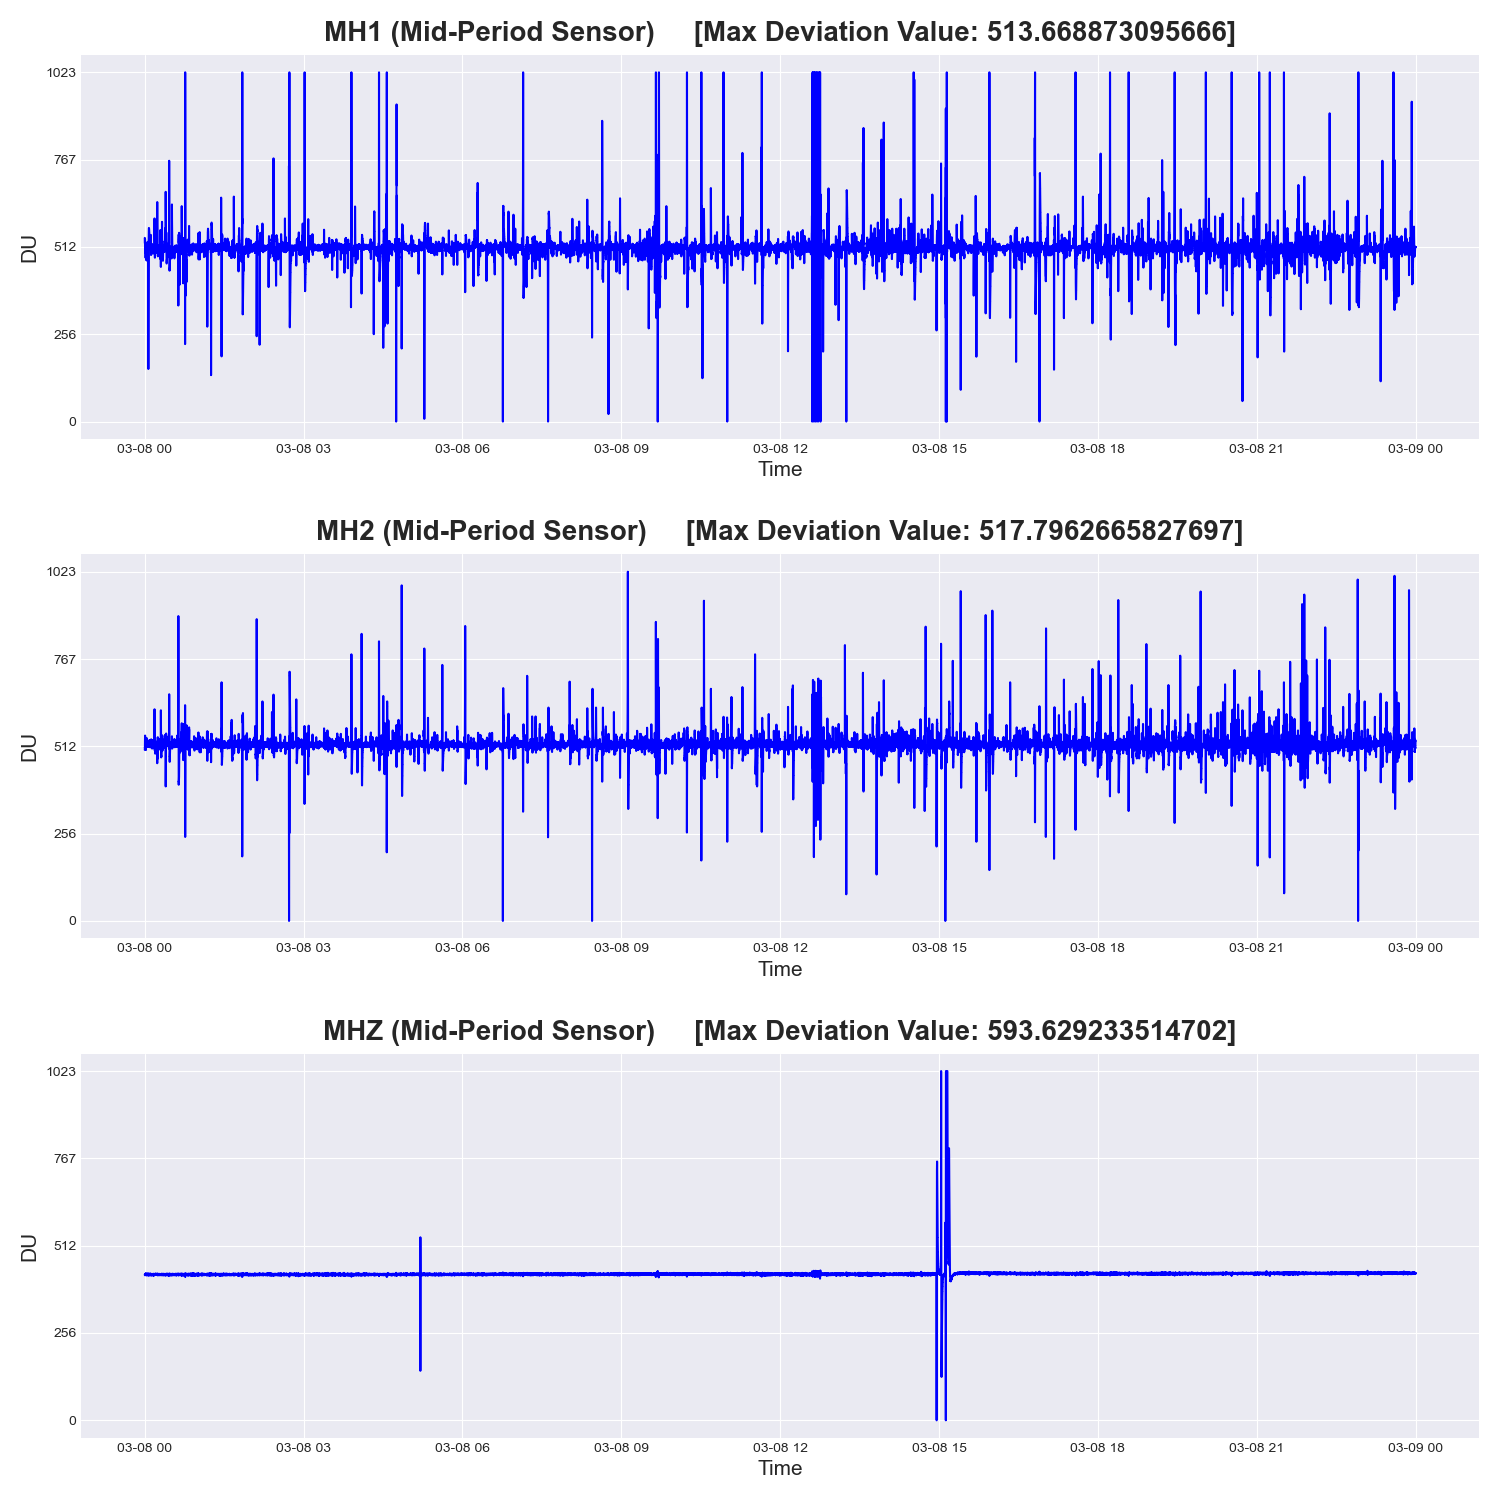 MH1 (Mid-Period Sensor)     [Max Deviation Value: 513.668873095666]
1023
767
512
256
0
DU
03-08 00 03-08 03 03-08 06 03-08 09 03-08 12 03-08 15 03-08 18 03-08 21 03-09 00
Time
MH2 (Mid-Period Sensor)     [Max Deviation Value: 517.7962665827697]
1023
767
512
256
0
DU
03-08 00 03-08 03 03-08 06 03-08 09 03-08 12 03-08 15 03-08 18 03-08 21 03-09 00
Time
MHZ (Mid-Period Sensor)     [Max Deviation Value: 593.629233514702]
1023
767
512
256
0
DU
03-08 00 03-08 03 03-08 06 03-08 09 03-08 12 03-08 15 03-08 18 03-08 21 03-09 00
Time